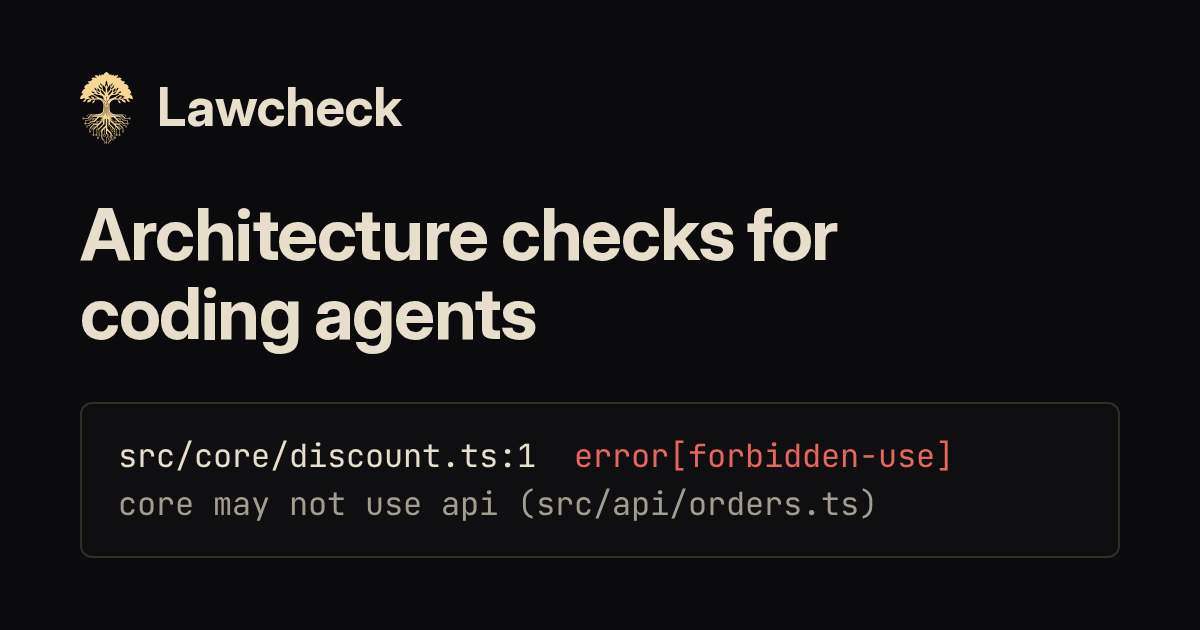 Lawcheck
Architecture checks for
coding agents
src/core/discount.ts:1  error[forbidden-use]
core may not use api (src/api/orders.ts)